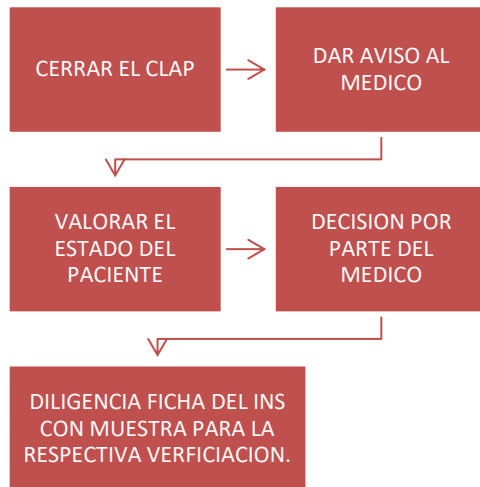 CERRAR EL CLAP
DAR AVISO AL
MEDICO
VALORAR EL
ESTADO DEL
PACIENTE
DECISION POR
PARTE DEL
MEDICO
DILIGENCIA FICHA DEL INS
CON MUESTRA PARA LA
RESPECTIVA VERFICIACION.